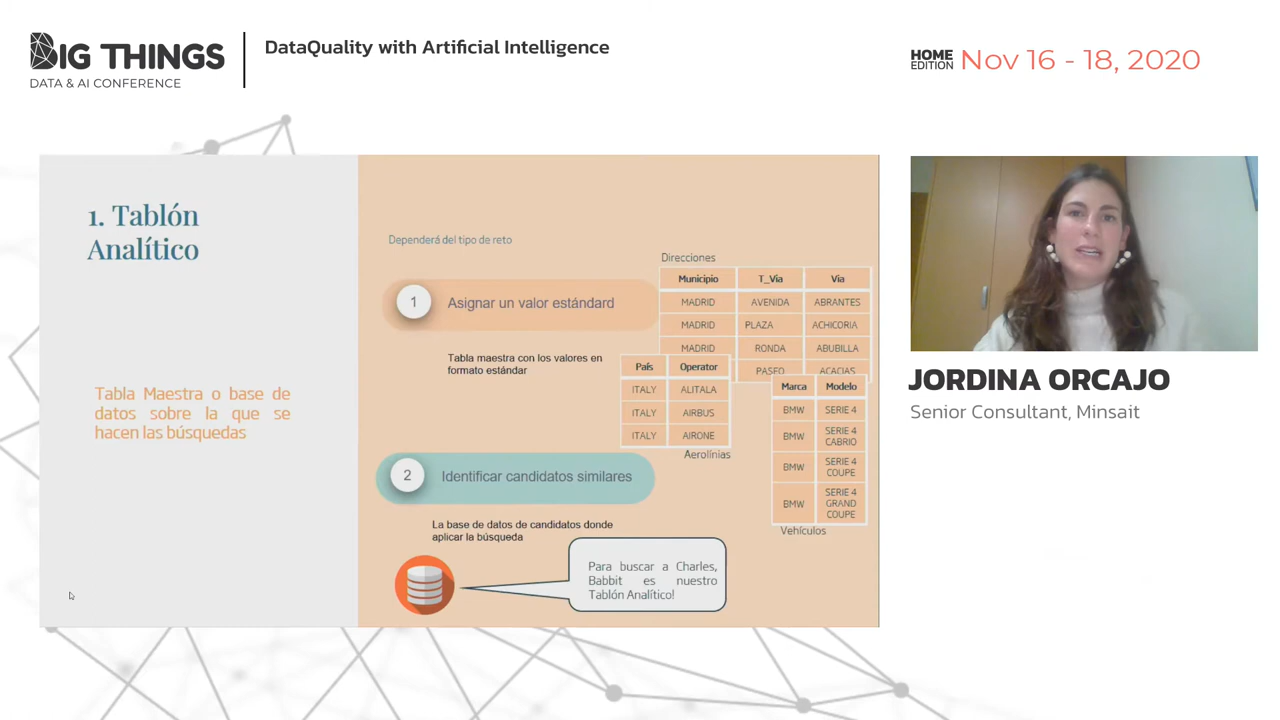 BIG THINGS
DATA & AI CONFERENCE
DataQuality with Artificial Intelligence
HOME
EDITION
Nov 16 - 18, 2020
1. Tablón
Analítico
Tabla Maestra o base de
datos sobre la que se
hacen las búsquedas
Dependerá del tipo de reto
1
Asignar un valor estándard
Tabla maestra con los valores en
formato estándar
Direcciones
Municipio T_Via Via
MADRID AVENIDA ABRANTES
MADRID PLAZA ACHICORIA
MADRID RONDA ABUBILLA
PASEO ACACIAS
País Operator
ITALY ALITALA
ITALY AIRBUS
ITALY AIRONE
Aerolínias
Marca Modelo
BMW SERIE 4
BMW SERIE 4
CABRIO
BMW SERIE 4
COUPE
BMW SERIE 4
GRAND
COUPE
Vehículos
2
Identificar candidatos similares
La base de datos de candidatos donde
aplicar la búsqueda
Para buscar a Charles,
Babbit es nuestro
Tablón Analítico!
JORDINA ORCAJO
Senior Consultant, Minsait